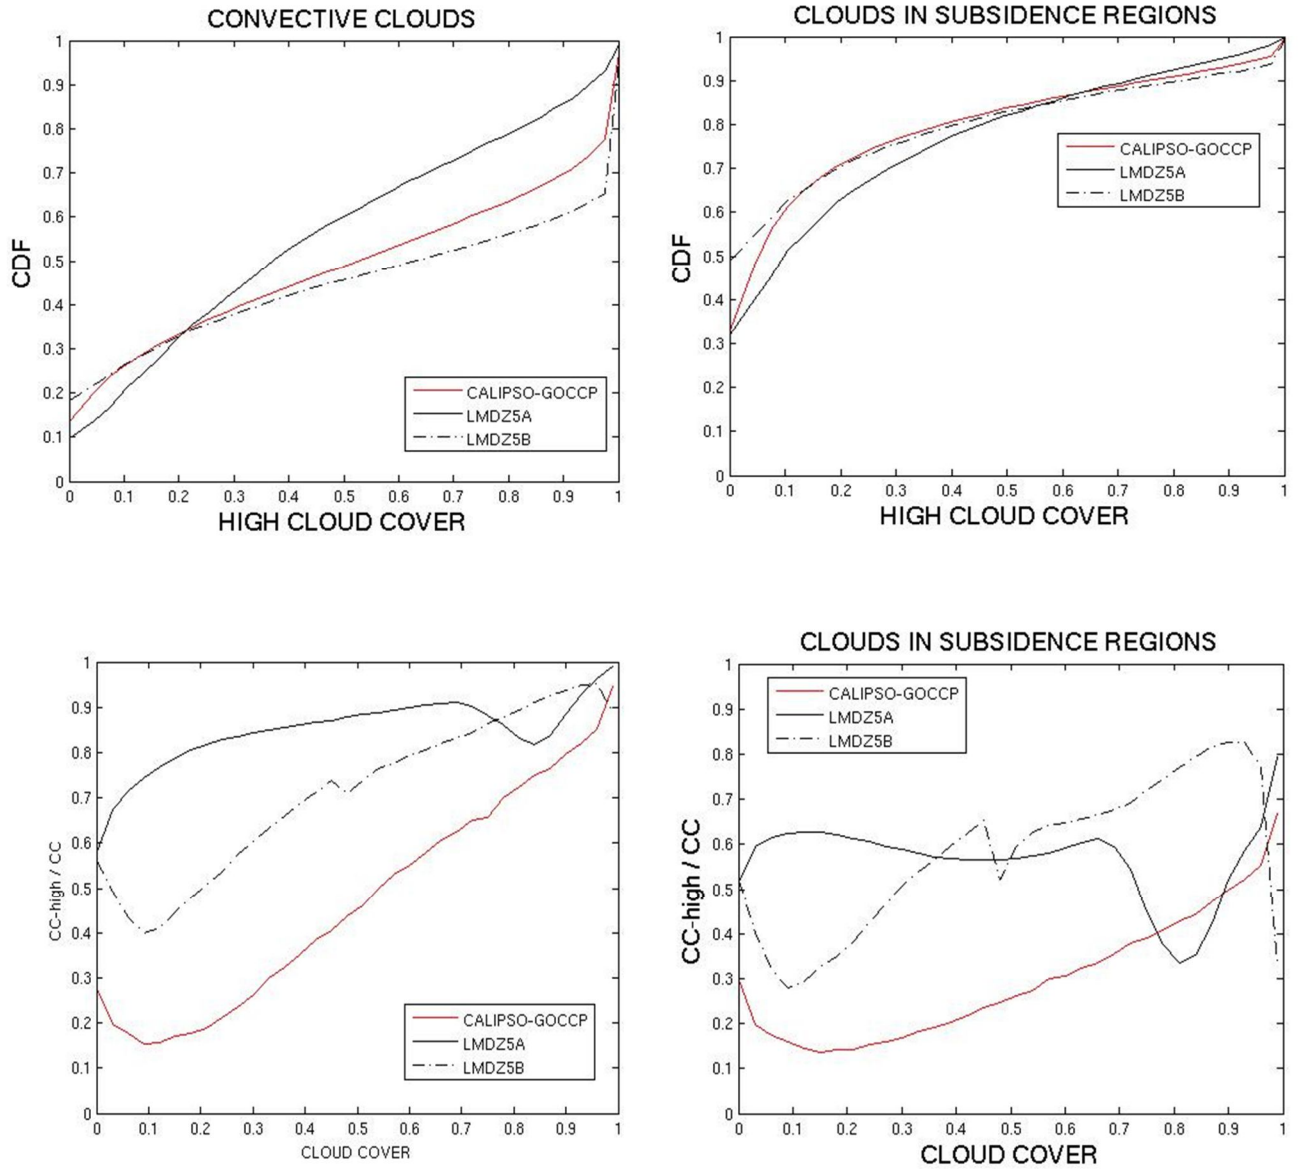 CONVECTIVE CLOUDS
1
0.9
0.8
0.7
0.6
0.5
0.4
0.3
0.2
0.1
0
CDF
CALIPSO-GOCCP
LMDZ5A
LMDZ5B
0 0.1 0.2 0.3 0.4 0.5 0.6 0.7 0.8 0.9 1
HIGH CLOUD COVER
CLOUDS IN SUBSIDENCE REGIONS
1
0.9
0.8
0.7
0.6
0.5
0.4
0.3
0.2
0.1
0
CDF
CALIPSO-GOCCP
LMDZ5A
LMDZ5B
0 0.1 0.2 0.3 0.4 0.5 0.6 0.7 0.8 0.9 1
HIGH CLOUD COVER
1
0.9
0.8
0.7
0.6
0.5
0.4
0.3
0.2
0.1
0
CC-high / CC
CALIPSO-GOCCP
LMDZ5A
LMDZ5B
0 0.1 0.2 0.3 0.4 0.5 0.6 0.7 0.8 0.9 1
CLOUD COVER
CLOUDS IN SUBSIDENCE REGIONS
1
0.9
0.8
0.7
0.6
0.5
0.4
0.3
0.2
0.1
0
CC-high / CC
CALIPSO-GOCCP
LMDZ5A
LMDZ5B
0 0.1 0.2 0.3 0.4 0.5 0.6 0.7 0.8 0.9 1
CLOUD COVER